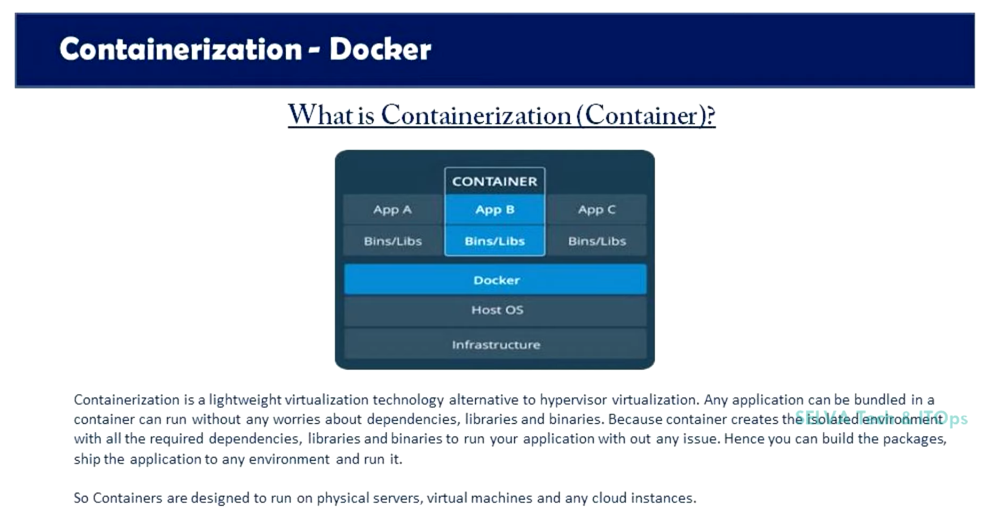 Containerization - Docker
What is Containerization (Container)?
CONTAINER
App A App B App C
Bins/Libs Bins/Libs Bins/Libs
Docker
Host OS
Infrastructure
Containerization is a lightweight virtualization technology alternative to hypervisor virtualization. Any application can be bundled in a
container can run without any worries about dependencies, libraries and binaries. Because container creates the isolated environment
SELVA Tech & ITOps
with all the required dependencies, libraries and binaries to run your application with out any issue. Hence you can build the packages,
ship the application to any environment and run it.
So Containers are designed to run on physical servers, virtual machines and any cloud instances.